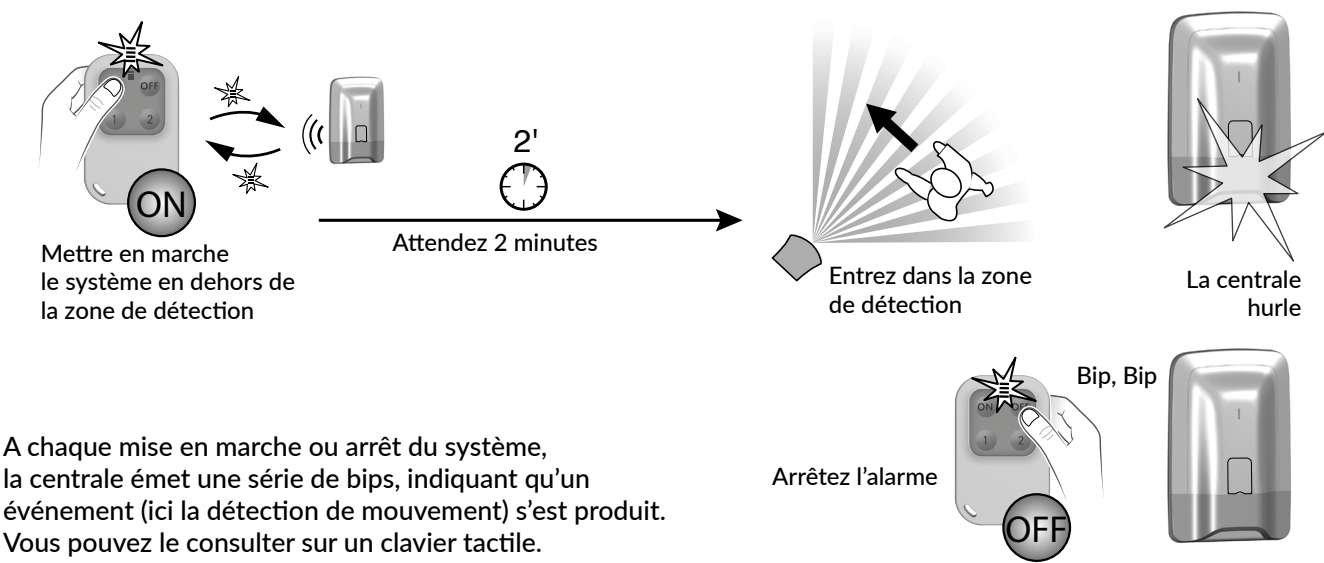 OFF
1 2
ON
Mettre en marche
le système en dehors de
la zone de détection
2'
Attendez 2 minutes
Entrez dans la zone
de détection
La centrale
hurle
Bip, Bip
ON OFF
1 2
Arrêtez l'alarme
OFF
A chaque mise en marche ou arrêt du système,
la centrale émet une série de bips, indiquant qu'un
événement (ici la détection de mouvement) s'est produit.
Vous pouvez le consulter sur un clavier tactile.